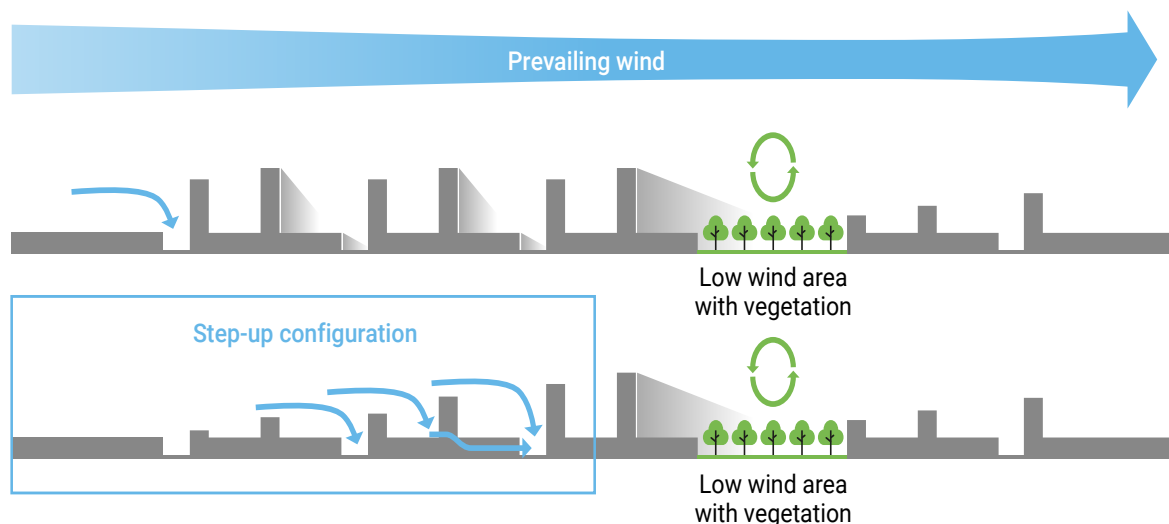 Prevailing wind
Low wind area
with vegetation
Step-up configuration
Low wind area
with vegetation